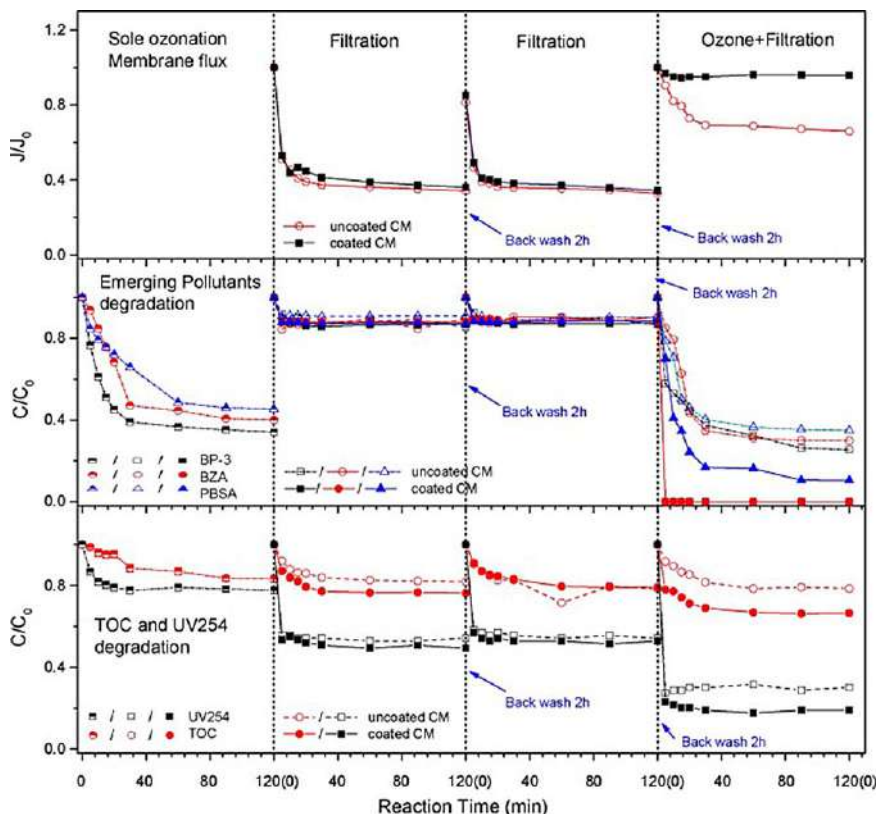 Sole ozonation
Membrane flux
Filtration
Filtration
Ozone+Filtration
J/J0
1.2
0.8
0.4
0.0
uncoated CM
coated CM
Back wash 2h
Back wash 2h
Emerging Pollutants
degradation
Back wash 2h
C/C0
0.8
0.4
0.0
Back wash 2h
/ / BP-3
/ / BZA
/ / PBSA
/ / uncoated CM
/ / coated CM
C/C0
0.8
0.4
0.0
TOC and UV254
degradation
Back wash 2h
/ / UV254
/ / TOC
/ uncoated CM
/ coated CM
Back wash 2h
0 40 80 120(0) 40 80 120(0) 40 80 120(0) 40 80 120
Reaction Time (min)